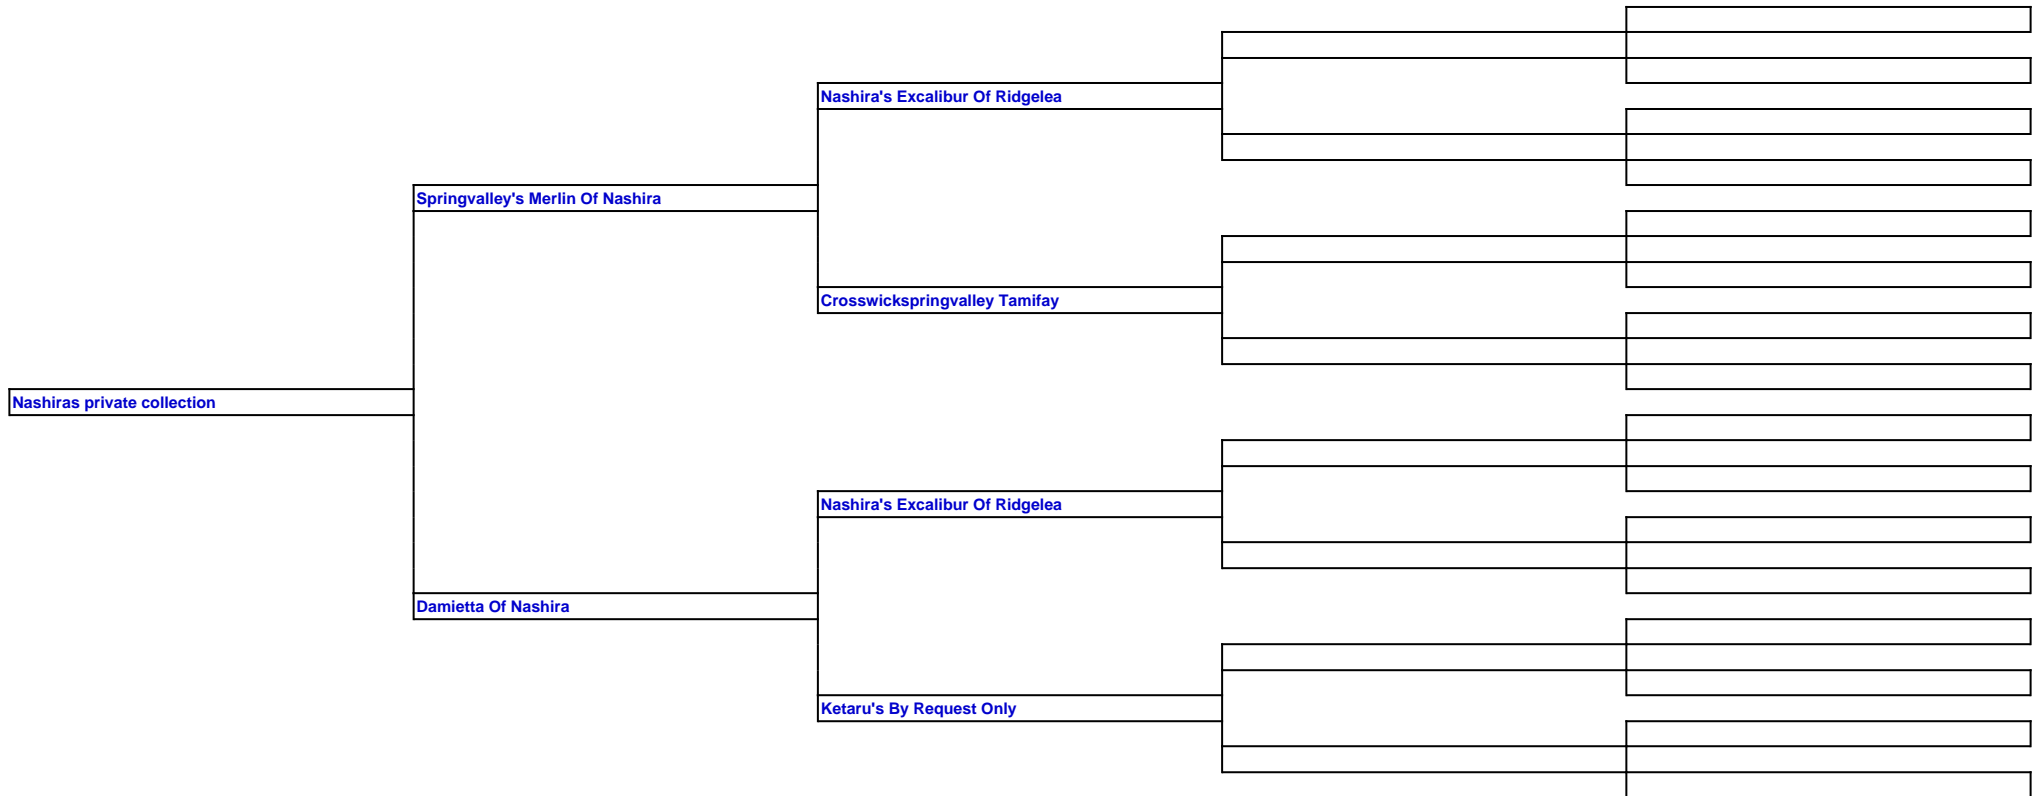 Nashira's Excalibur Of Ridgelea
Springvalley's Merlin Of Nashira
Crosswickspringvalley Tamifay
Nashiras private collection
Nashira's Excalibur Of Ridgelea
Damietta Of Nashira
Ketaru's By Request Only